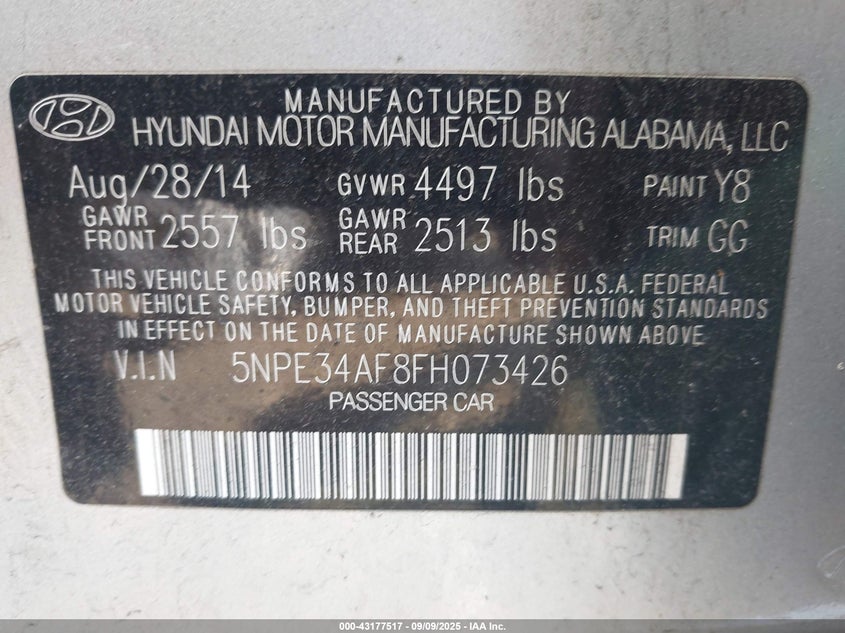 MANUFACTURED BY
HYUNDAI MOTOR MANUFACTURING ALABAMA, LLC
Aug/28/14 GVWR 4497 lbs PAINT Y8
GAWR FRONT 2557 lbs GAWR REAR 2513 lbs TRIM GG
THIS VEHICLE CONFORMS TO ALL APPLICABLE U.S.A. FEDERAL
MOTOR VEHICLE SAFETY, BUMPER, AND THEFT PREVENTION STANDARDS
IN EFFECT ON THE DATE OF MANUFACTURE SHOWN ABOVE.
V.I.N 5NPE34AF8FH073426
PASSENGER CAR
000-43177517 - 09/09/2025 - IAA Inc.